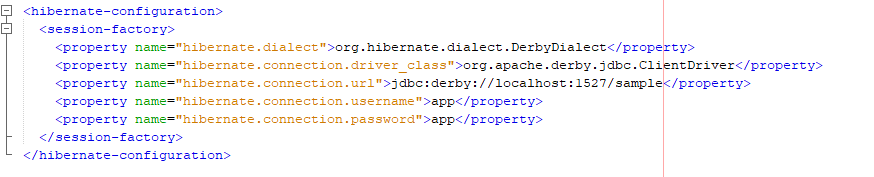 <hibernate-configuration>
<session-factory>
<property name="hibernate.dialect">org.hibernate.dialect.DerbyDialect</property>
<property name="hibernate.connection.driver_class">org.apache.derby.jdbc.ClientDriver</property>
<property name="hibernate.connection.url">jdbc:derby://localhost:1527/sample</property>
<property name="hibernate.connection.username">app</property>
<property name="hibernate.connection.password">app</property>
</session-factory>
</hibernate-configuration>